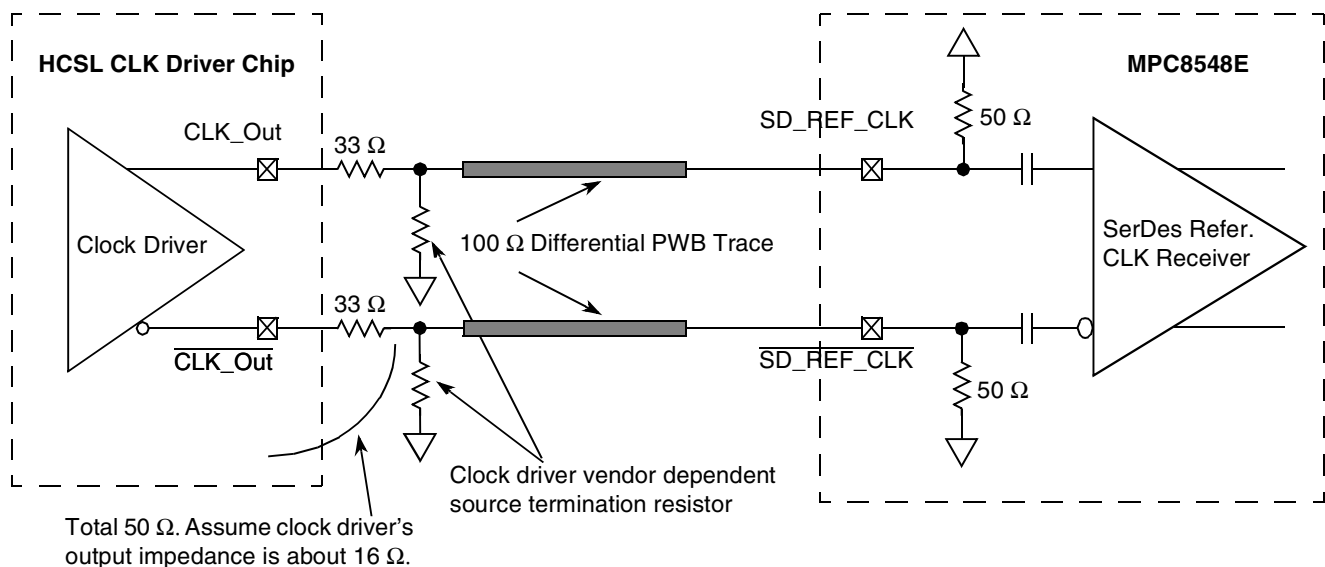 HCSL CLK Driver Chip
MPC8548E
CLK_Out
SD_REF_CLK
50 Ω
33 Ω
Clock Driver
100 Ω Differential PWB Trace
SerDes Refer.
CLK Receiver
33 Ω
CLK_Out
SD_REF_CLK
50 Ω
Clock driver vendor dependent
source termination resistor
Total 50 Ω. Assume clock driver's
output impedance is about 16 Ω.